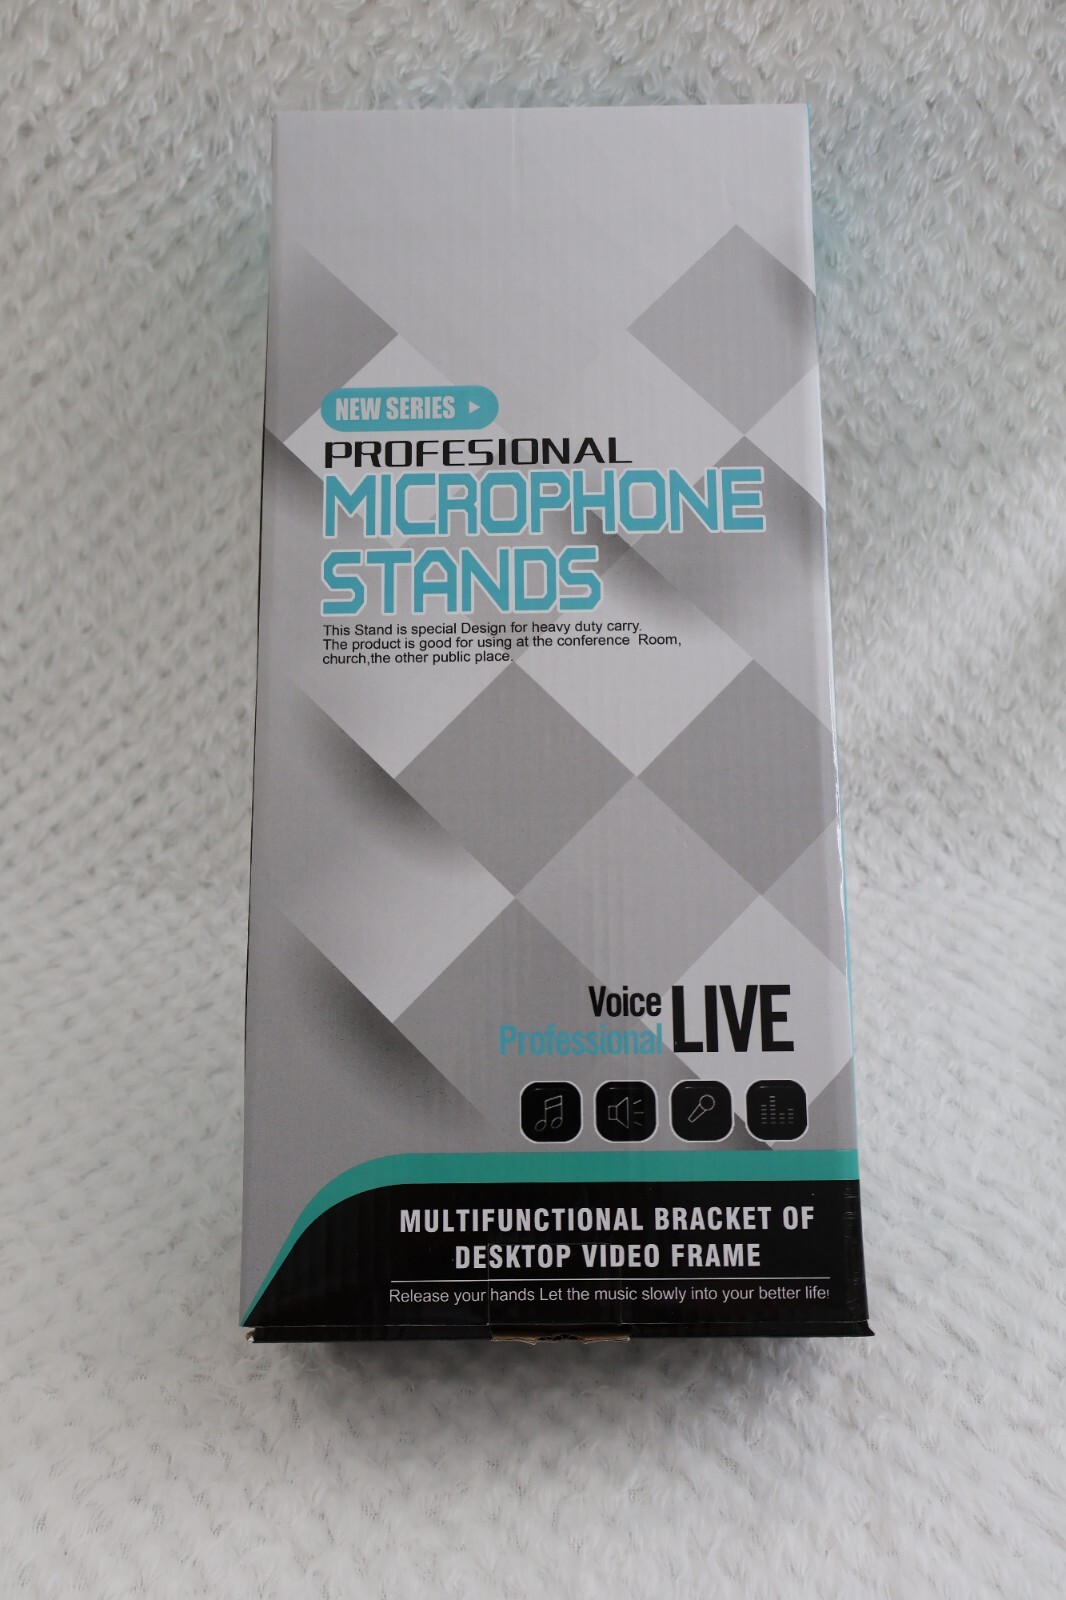 NEW SERIES
PROFESIONAL
MICROPHONE
STANDS
This Stand is special Design for heavy duty carry.
The product is good for using at the conference Room,
church,the other public place.
Voice
Professional
LIVE
MULTIFUNCTIONAL BRACKET OF
DESKTOP VIDEO FRAME
Release your hands Let the music slowly into your better life!